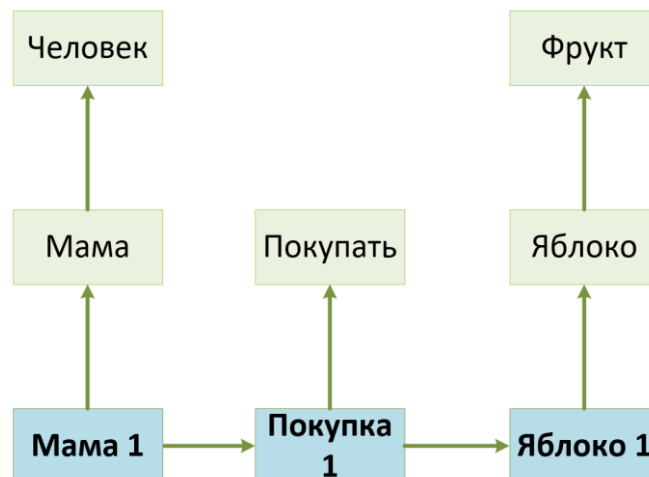 Человек
Фрукт
Мама
Покупать
Яблоко
Мама 1
Покупка
1
Яблоко 1